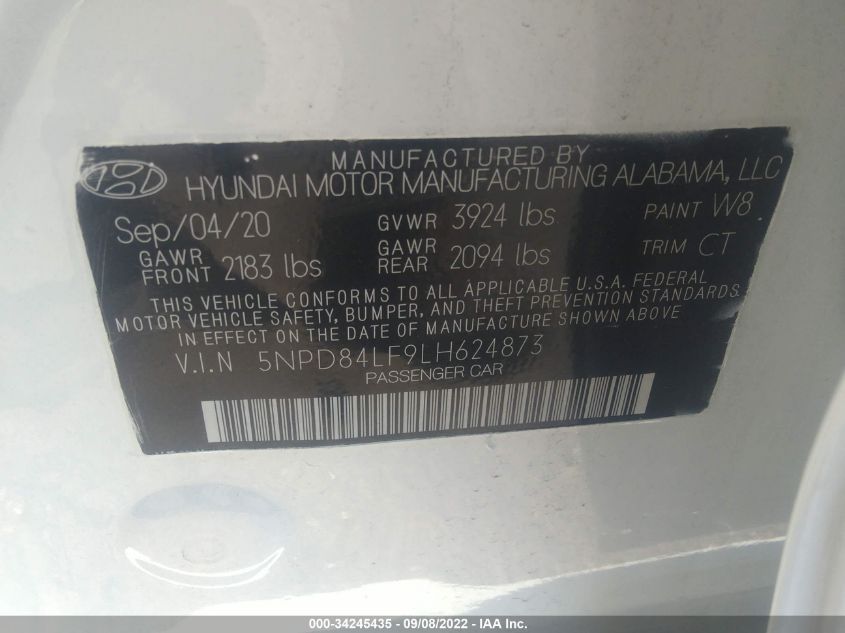 MANUFACTURED BY
HYUNDAI MOTOR MANUFACTURING ALABAMA, LLC
Sep/04/20 GVWR 3924 lbs. PAINT W8
GAWR FRONT 2183 lbs GAWR REAR 2094 lbs TRIM CT
THIS VEHICLE CONFORMS TO ALL APPLICABLE U.S.A. FEDERAL
MOTOR VEHICLE SAFETY, BUMPER, AND THEFT PREVENTION STANDARDS
IN EFFECT ON THE DATE OF MANUFACTURE SHOWN ABOVE.
V.I.N 5NPD84LF9LH624873
PASSENGER CAR
000-34245435 - 09/08/2022 - IAA Inc.